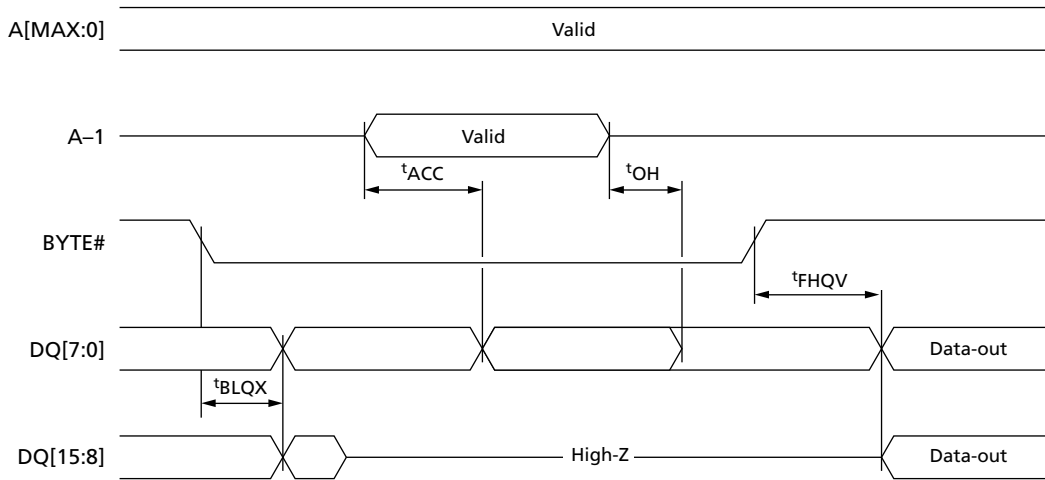 A[MAX:0] Valid
A–1 Valid
tACC tOH
BYTE#
tFHQV
DQ[7:0] Data-out
tBLQX
DQ[15:8] High-Z Data-out